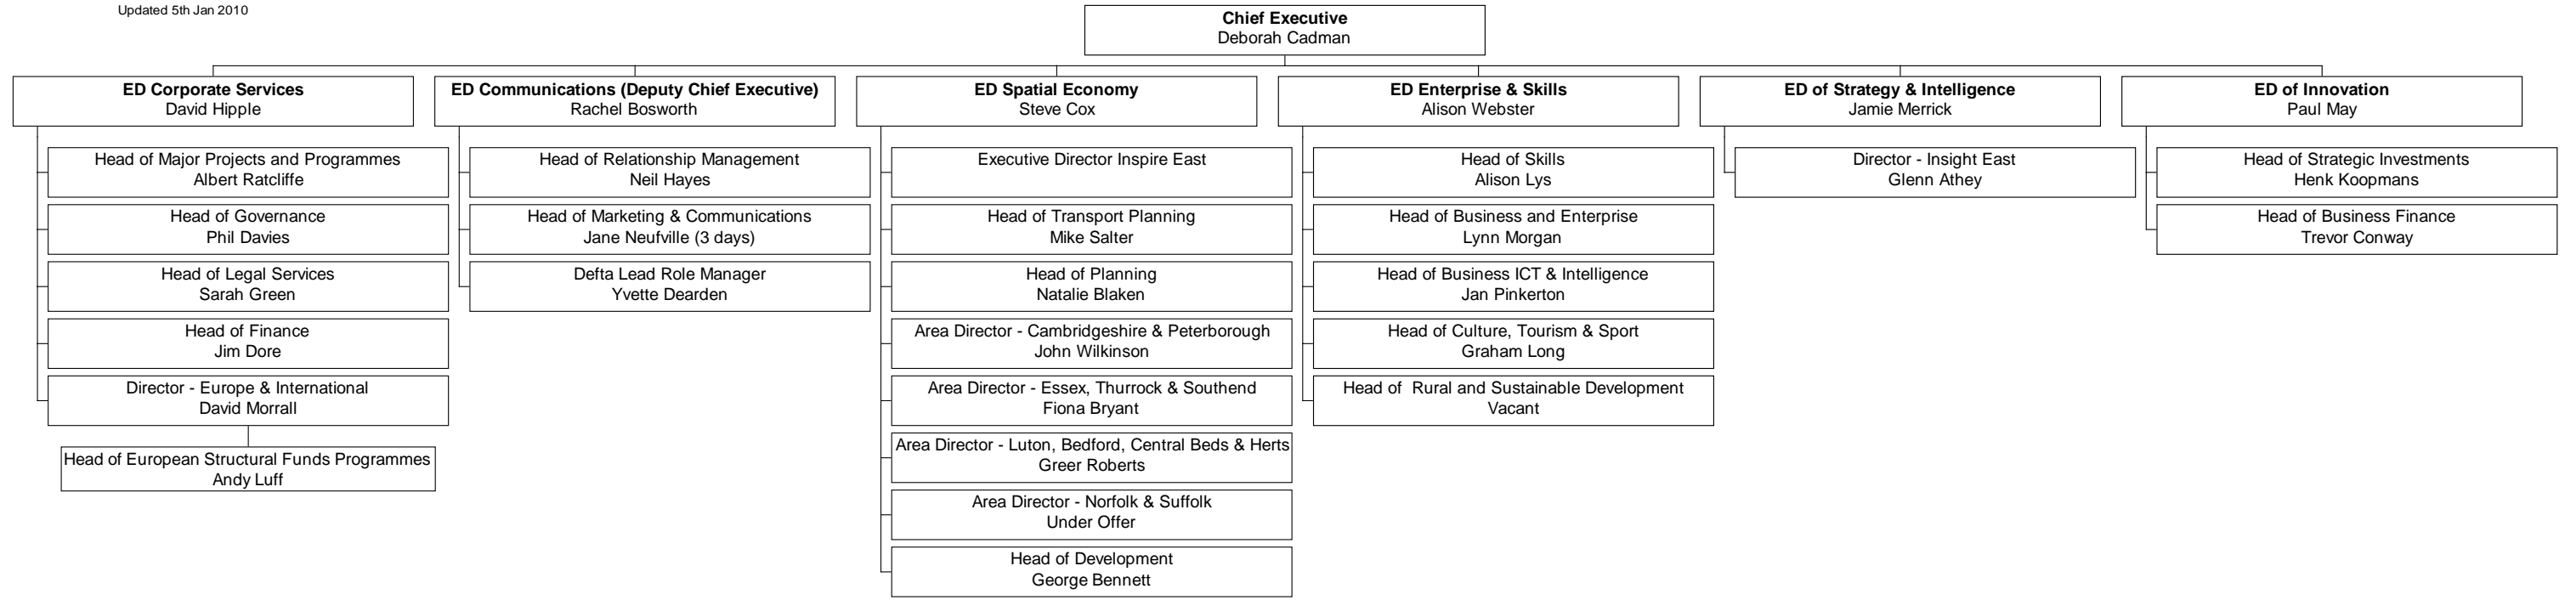 Updated 5th Jan 2010
Chief Executive
Deborah Cadman
ED Corporate Services
David Hipple
Head of Major Projects and Programmes
Albert Ratcliffe
Head of Governance
Phil Davies
Head of Legal Services
Sarah Green
Head of Finance
Jim Dore
Director - Europe & International
David Morrall
Head of European Structural Funds Programmes
Andy Luff
ED Communications (Deputy Chief Executive)
Rachel Bosworth
Head of Relationship Management
Neil Hayes
Head of Marketing & Communications
Jane Neufville (3 days)
Defta Lead Role Manager
Yvette Dearden
ED Spatial Economy
Steve Cox
Executive Director Inspire East
Head of Transport Planning
Mike Salter
Head of Planning
Natalie Blaken
Area Director - Cambridgeshire & Peterborough
John Wilkinson
Area Director - Essex, Thurrock & Southend
Fiona Bryant
Area Director - Luton, Bedford, Central Beds & Herts
Greer Roberts
Area Director - Norfolk & Suffolk
Under Offer
Head of Development
George Bennett
ED Enterprise & Skills
Alison Webster
Head of Skills
Alison Lys
Head of Business and Enterprise
Lynn Morgan
Head of Business ICT & Intelligence
Jan Pinkerton
Head of Culture, Tourism & Sport
Graham Long
Head of  Rural and Sustainable Development
Vacant
ED of Strategy & Intelligence
Jamie Merrick
Director - Insight East
Glenn Athey
ED of Innovation
Paul May
Head of Strategic Investments
Henk Koopmans
Head of Business Finance
Trevor Conway